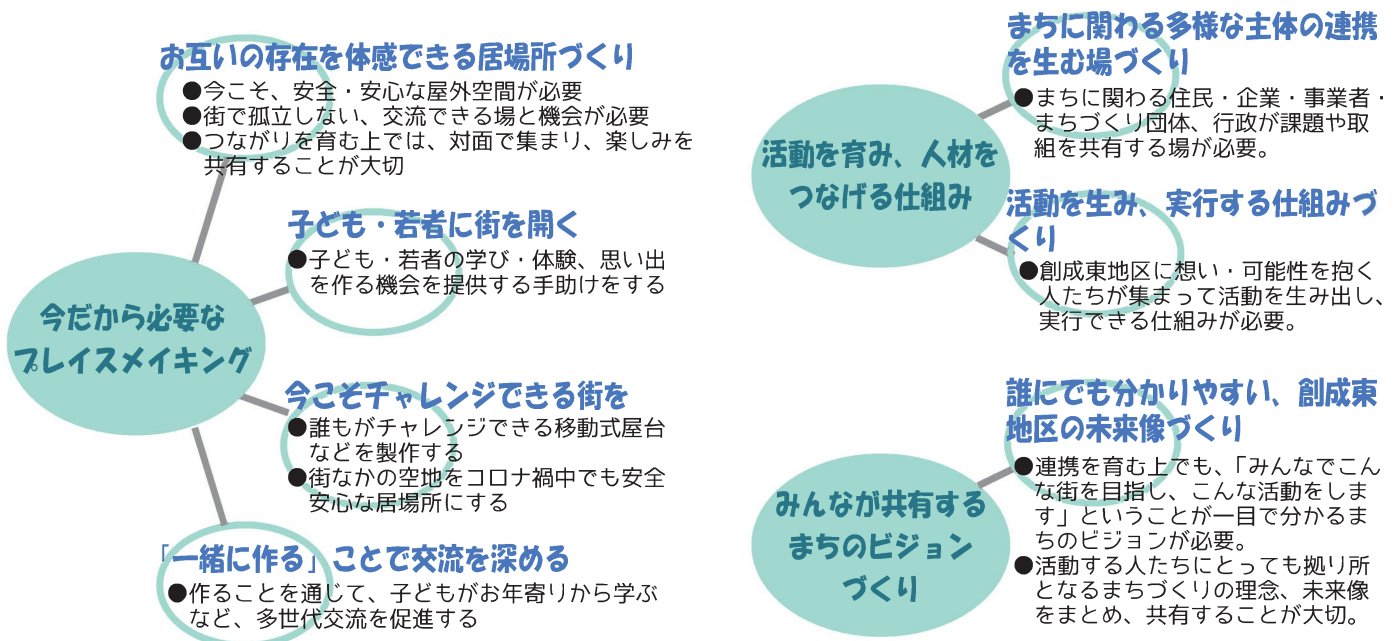 お互いの存在を体感できる居場所づくり
●今こそ、安全・安心な屋外空間が必要
●街で孤立しない、交流できる場と機会が必要
●つながりを育む上では、対面で集まり、楽しみを
共有することが大切
子ども・若者に街を開く
●子ども・若者の学び・体験、思い出
を作る機会を提供する手助けをする
今だから必要な
プレイスメイキング
今こそチャレンジできる街を
●誰もがチャレンジできる移動式屋台
などを製作する
●街なかの空地をコロナ禍中でも安全
安心な居場所にする
「一緒に作る」ことで交流を深める
●作ることを通じて、子どもがお年寄りから学ぶ
など、多世代交流を促進する
まちに関わる多様な主体の連携
を生む場づくり
●まちに関わる住民・企業・事業者・
まちづくり団体、行政が課題や取
組を共有する場が必要。
活動を育み、人材を
つなげる仕組み
活動を生み、実行する仕組みづ
くり
●創成東地区に想い・可能性を抱く
人たちが集まって活動を生み出し、
実行できる仕組みが必要。
誰にでも分かりやすい、創成東
地区の未来像づくり
●連携を育む上でも、「みんなでこん
な街を目指し、こんな活動をしま
す」ということが一目で分かるま
ちのビジョンが必要。
●活動する人たちにとっても拠り所
となるまちづくりの理念、未来像
をまとめ、共有することが大切。
みんなが共有する
まちのビジョン
づくり